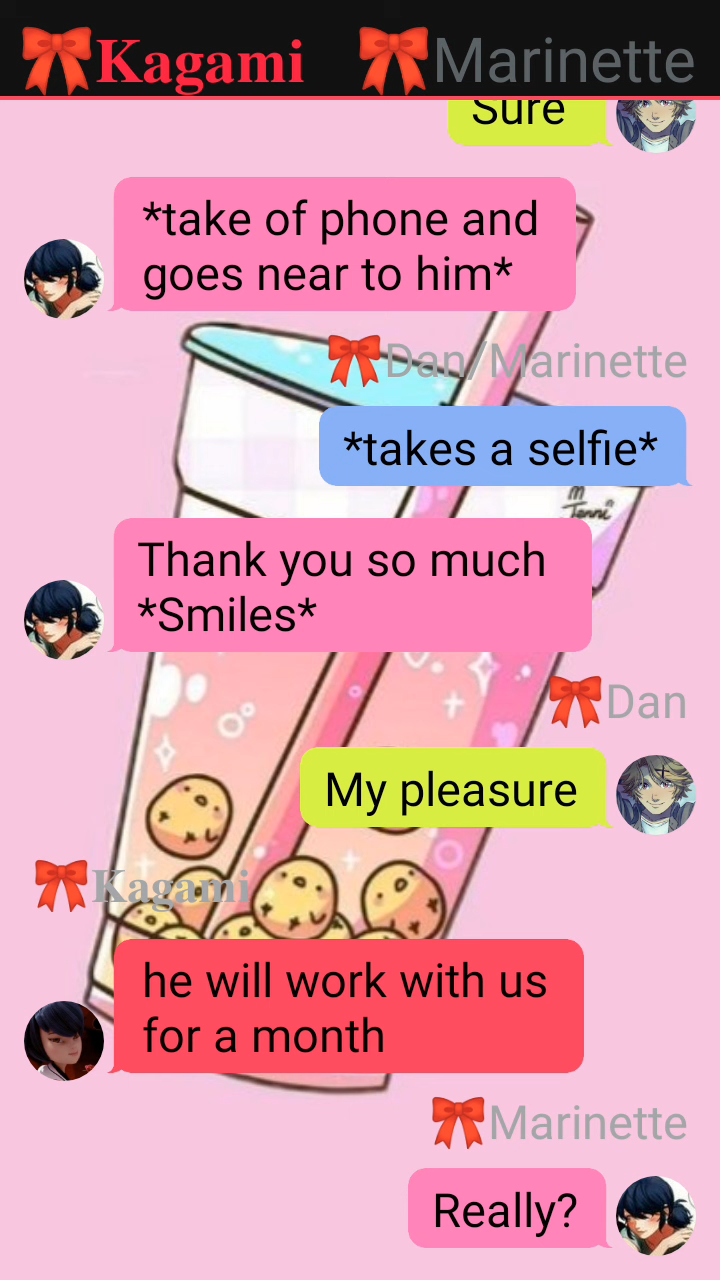 🎀Kagami 🎀Marinette
Sure
*take of phone and
goes near to him*
🎀Dan/Marinette
*takes a selfie*
Thank you so much
*Smiles*
🎀Dan
My pleasure
🎀Kagami
he will work with us
for a month
🎀Marinette
Really?